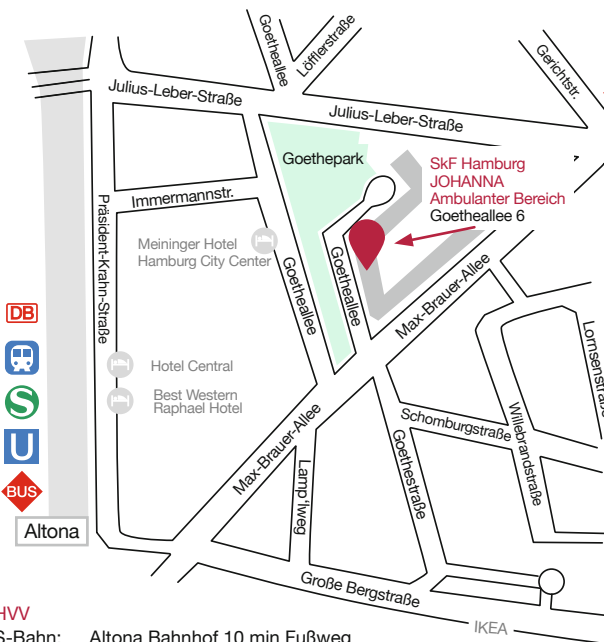 Goetheallee
Löfflerstraße
Gerichtstr.
Julius-Leber-Straße
Julius-Leber-Straße
Goethepark
SkF Hamburg
JOHANNA
Ambulanter Bereich
Goetheallee 6
Immermannstr.
Präsident-Krahn-Straße
Meininger Hotel
Hamburg City Center
Goetheallee
Goetheallee
Max-Brauer-Allee
Lornsenstraße
DB
Hotel Central
S
Best Western
Raphael Hotel
U
Schomburgstraße
Willebrandstraße
Max-Brauer-Allee
Goethestraße
Lamp'lweg
BUS
Altona
Große Bergstraße
IKEA
HVV
S-Bahn: Altona Bahnhof 10 min Fußweg